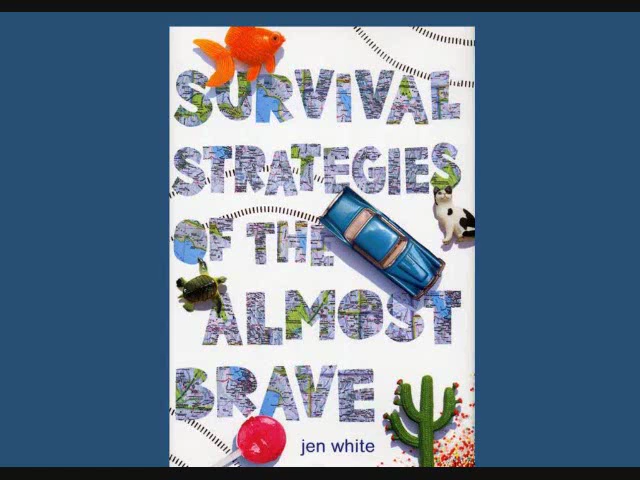 SURVIVAL
STRATEGIES
OF THE
ALMOST
BRAVE
jen white